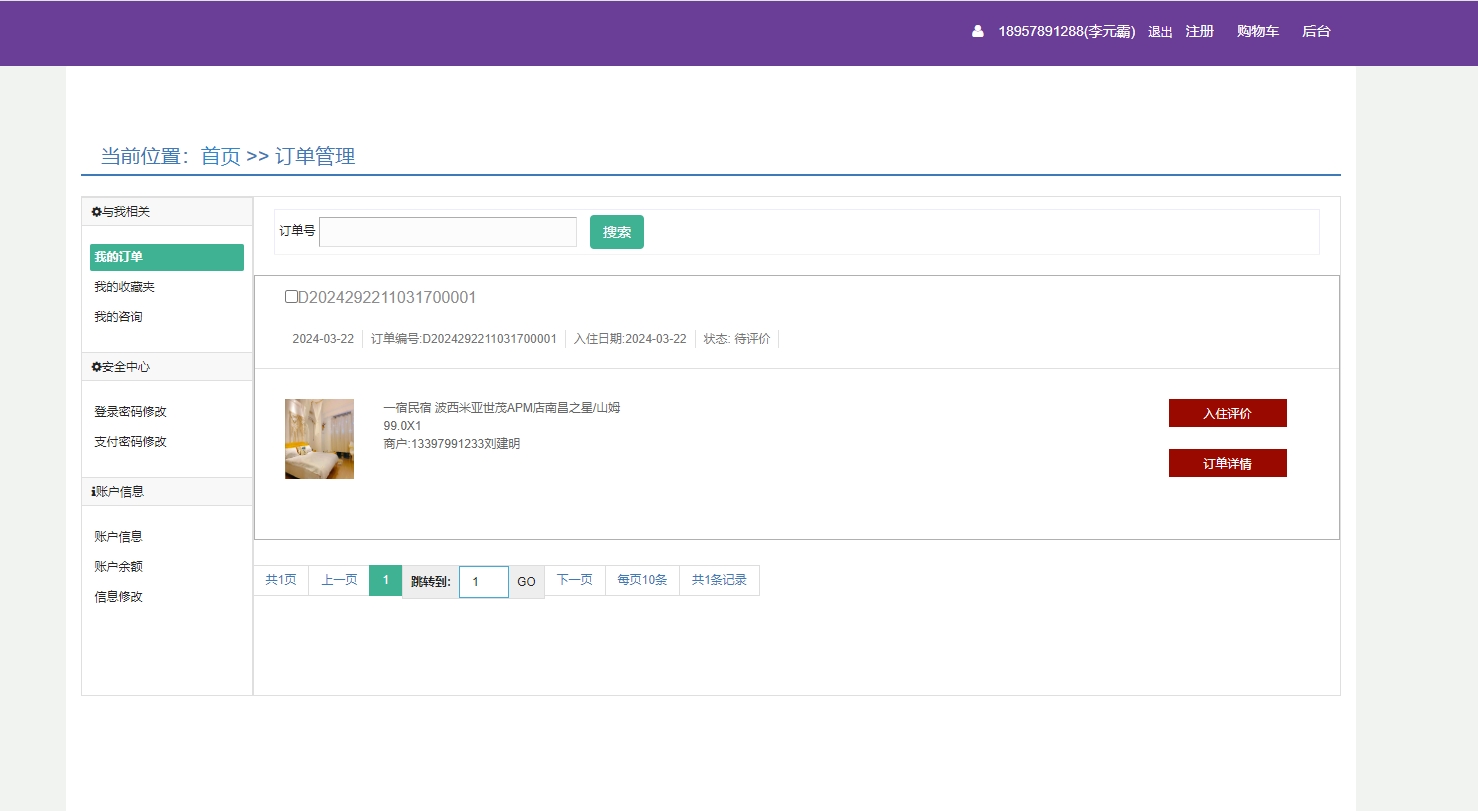 18957891288(李元霸) 退出 注册 购物车 后台
当前位置：首页 >> 订单管理
与我相关
我的订单
我的收藏夹
我的咨询
安全中心
登录密码修改
支付密码修改
账户信息
账户信息
账户余额
信息修改
订单号 搜索
D2024292211031700001
2024-03-22 订单编号:D2024292211031700001 入住日期:2024-03-22 状态: 待评价
一宿民宿 波西米亚世茂APM店南昌之星/山姆
99.0X1
商户:13397991233刘建明
入住评价
订单详情
共1页 上一页 1 跳转到: 1 GO 下一页 每页10条 共1条记录